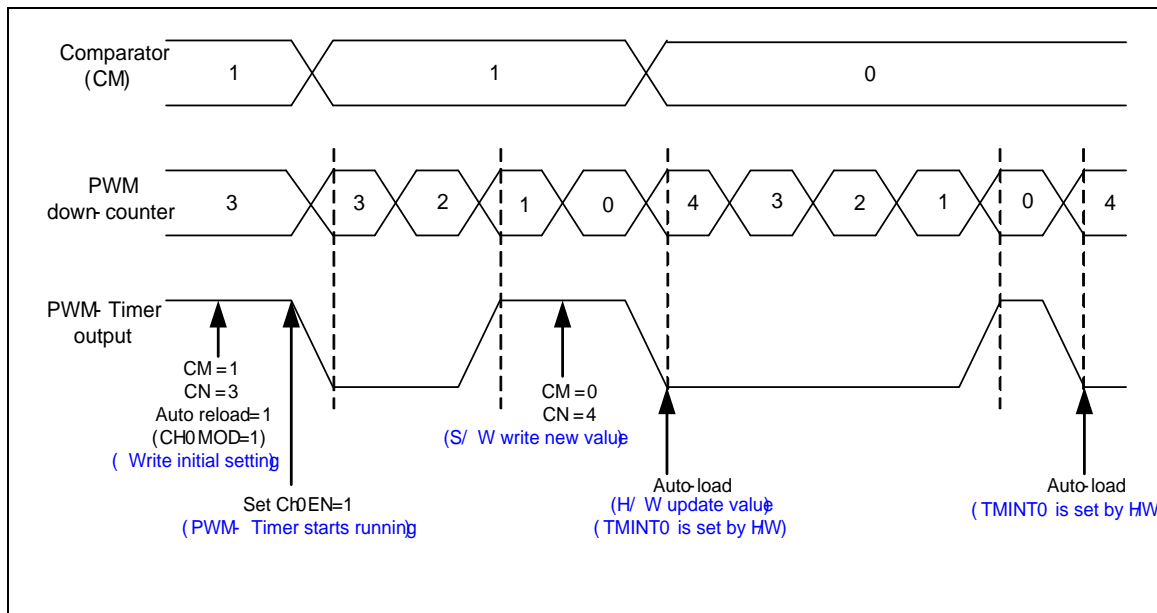 Comparator
(CM)
1
1
0
PWM
down-counter
3
3
2
1
0
4
3
2
1
0
4
PWM- Timer
output
CM=1
CN=3
Auto reload=1
(CH0MOD=1)
( Write initial setting)
Set Ch0EN=1
(PWM- Timer starts running)
CM=0
CN=4
(S/ W write new value)
Auto-load
(H/ W update value)
(TMINT0 is set by H/W)
Auto-load
(TMINT0 is set by H/W